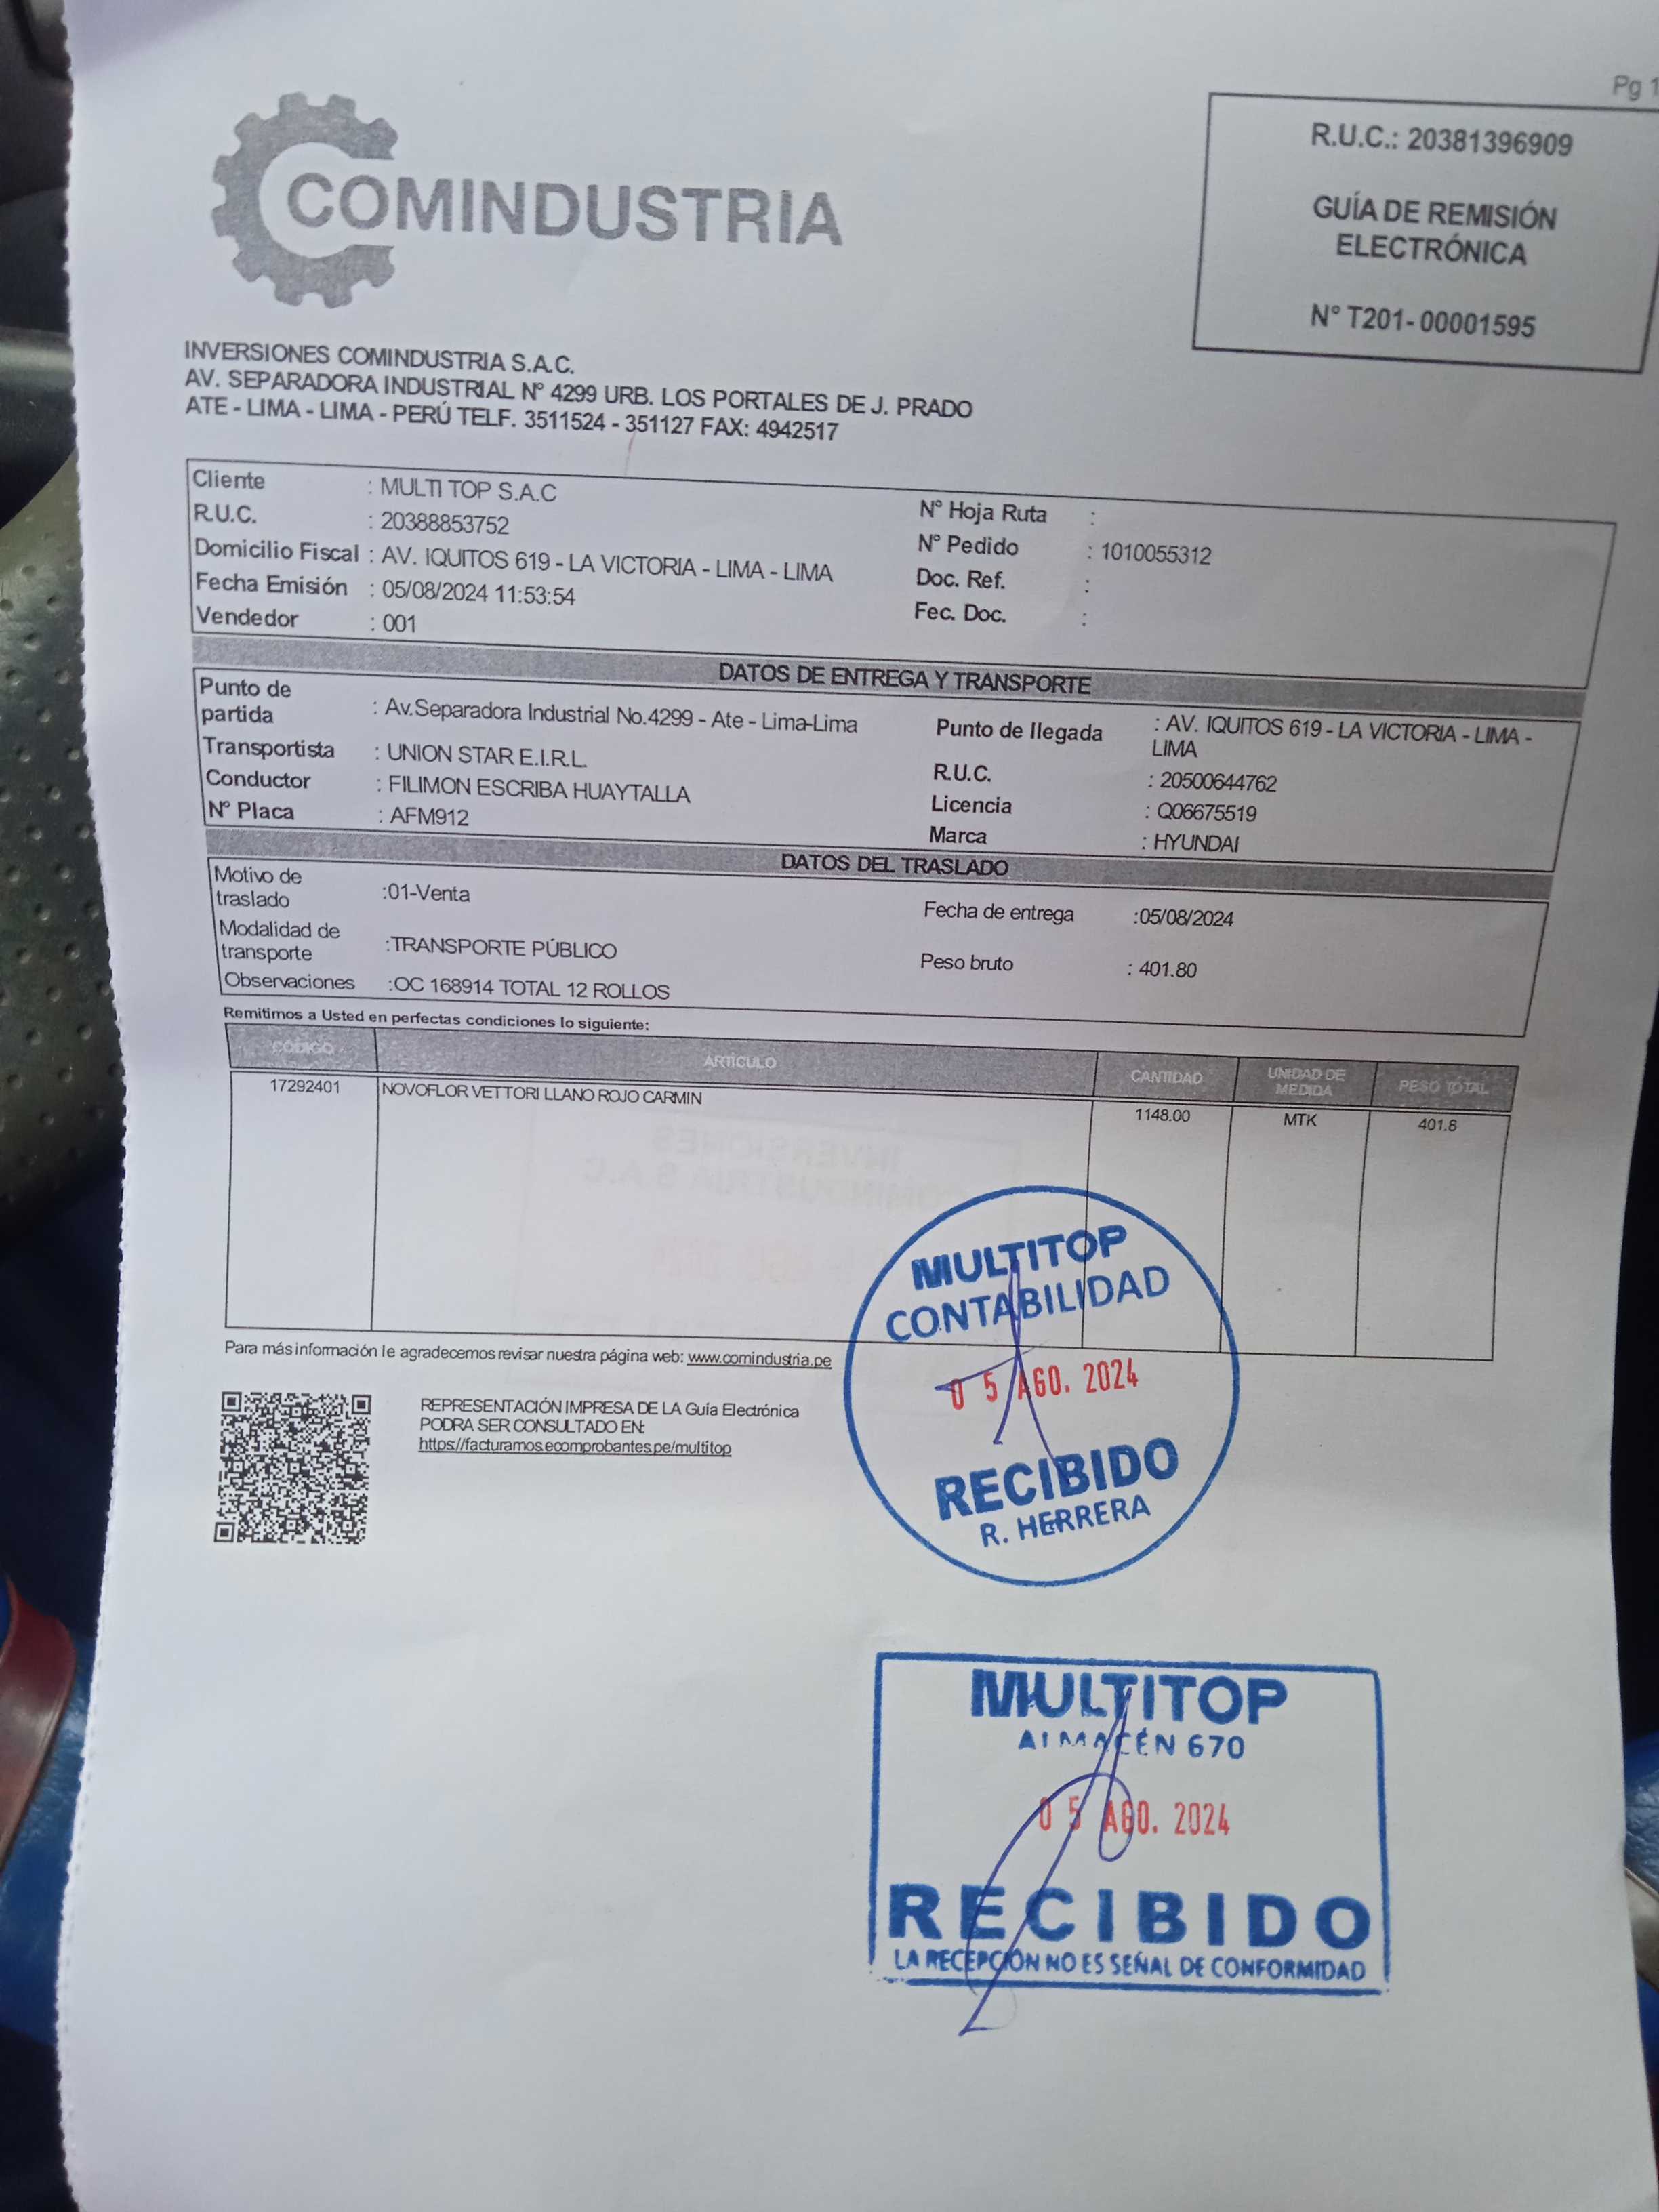 Pg 1
COMINDUSTRIA
R.U.C.: 20381396909
GUÍA DE REMISIÓN
ELECTRÓNICA
N° T201- 00001595
INVERSIONES COMINDUSTRIA S.A.C.
AV. SEPARADORA INDUSTRIAL Nº 4299 URB. LOS PORTALES DE J. PRADO
ATE - LIMA - LIMA - PERÚ TELF. 3511524 - 351127 FAX: 4942517
Cliente : MULTI TOP S.A.C
R.U.C. : 20388853752
Domicilio Fiscal : AV. IQUITOS 619 - LA VICTORIA - LIMA - LIMA
Fecha Emisión : 05/08/2024 11:53:54
Vendedor : 001
N° Hoja Ruta :
N° Pedido : 1010055312
Doc. Ref. :
Fec. Doc. :
DATOS DE ENTREGA Y TRANSPORTE
Punto de
partida : Av.Separadora Industrial No.4299 - Ate - Lima-Lima
Transportista : UNION STAR E.I.R.L.
Conductor : FILIMON ESCRIBA HUAYTALLA
N° Placa : AFM912
Punto de llegada : AV. IQUITOS 619 - LA VICTORIA - LIMA -
LIMA
R.U.C. : 20500644762
Licencia : Q06675519
Marca : HYUNDAI
DATOS DEL TRASLADO
Motivo de
traslado :01-Venta
Modalidad de
transporte :TRANSPORTE PÚBLICO
Observaciones :OC 168914 TOTAL 12 ROLLOS
Fecha de entrega :05/08/2024
Peso bruto : 401.80
Remitimos a Usted en perfectas condiciones lo siguiente:
CÓDIGO ARTÍCULO CANTIDAD UNIDAD DE MEDIDA PESO TOTAL
17292401 NOVOFLOR VETTORI LLANO ROJO CARMIN 1148.00 MTK 401.8
Para más información le agradecemos revisar nuestra página web: www.comindustria.pe
REPRESENTACIÓN IMPRESA DE LA Guía Electrónica
PODRA SER CONSULTADO EN:
https://facturamos.ecomprobantes.pe/multitop
MULTITOP
CONTABILIDAD
05 AGO. 2024
RECIBIDO
R. HERRERA
MULTITOP
ALMACÉN 670
05 AGO. 2024
RECIBIDO
LA RECEPCIÓN NO ES SEÑAL DE CONFORMIDAD